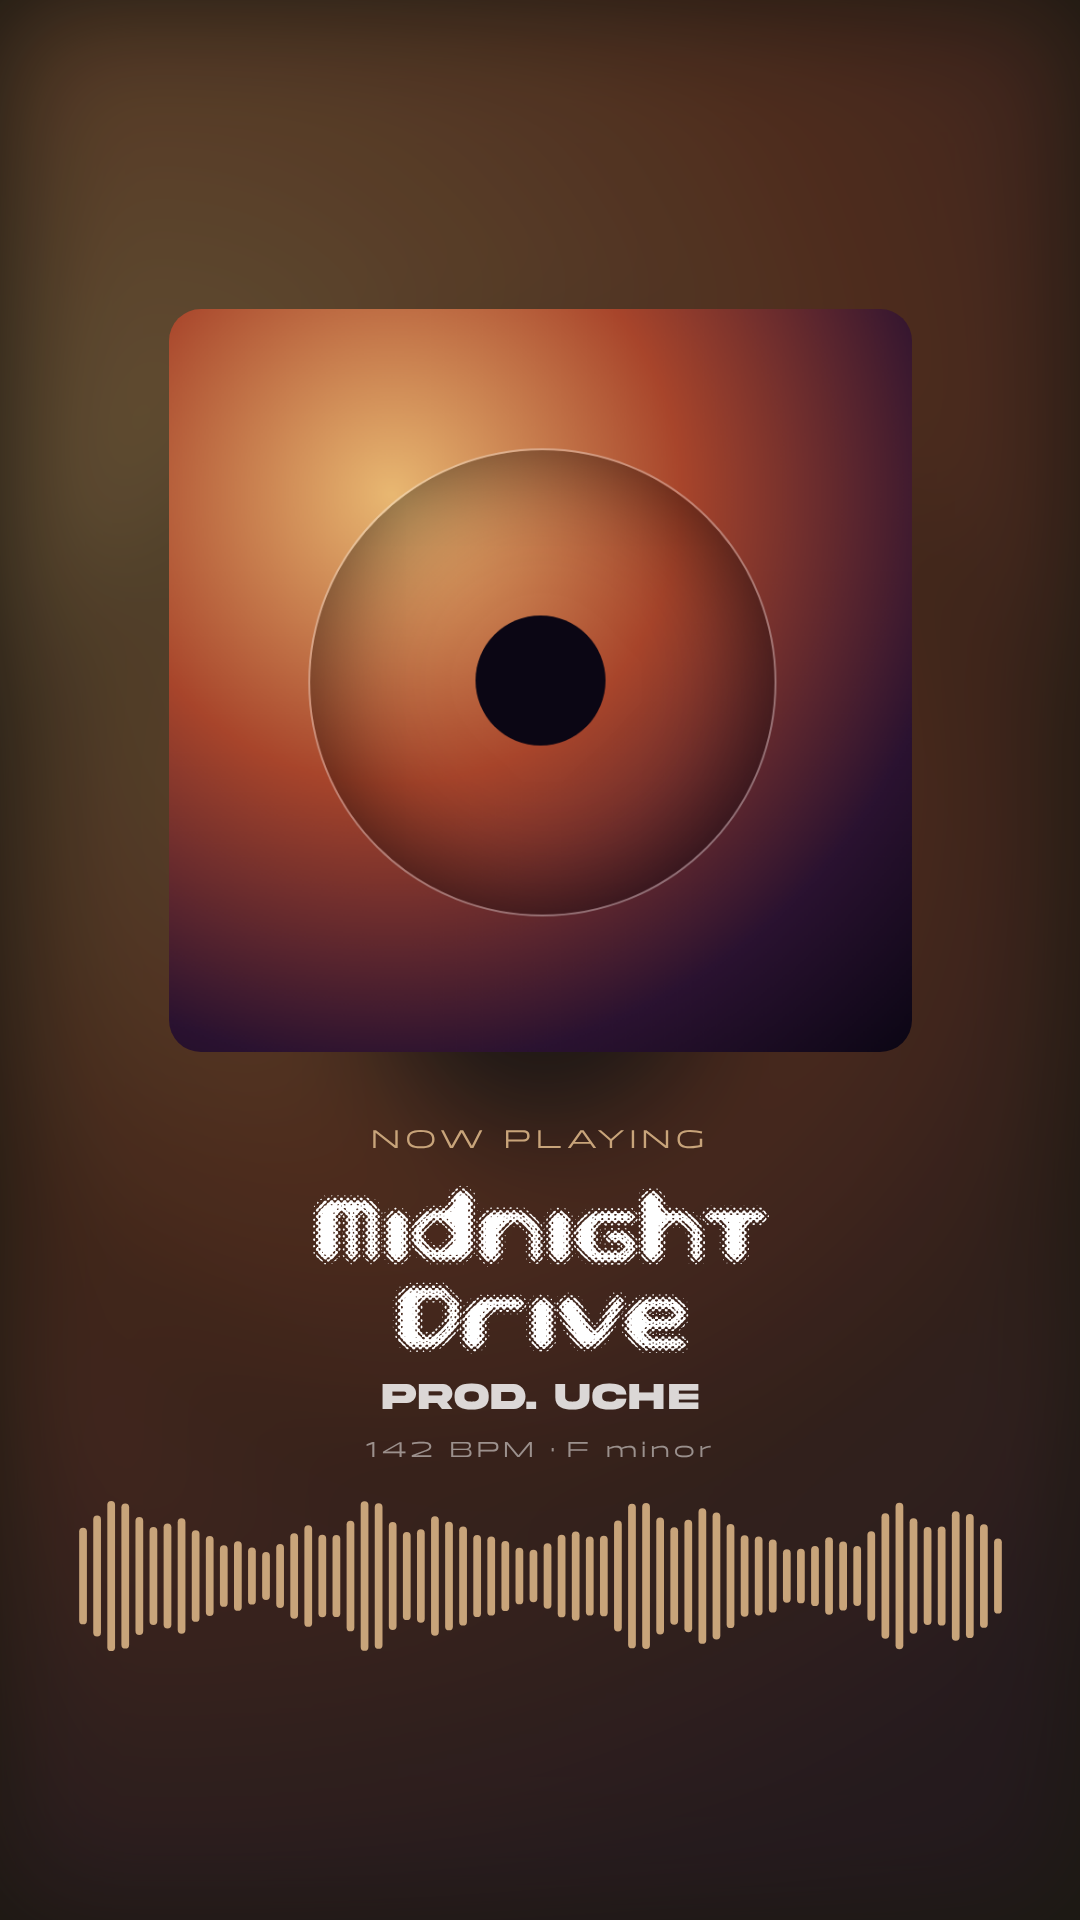 NOW PLAYING
Midnight
Drive
PROD. UCHE
142 BPM · F minor